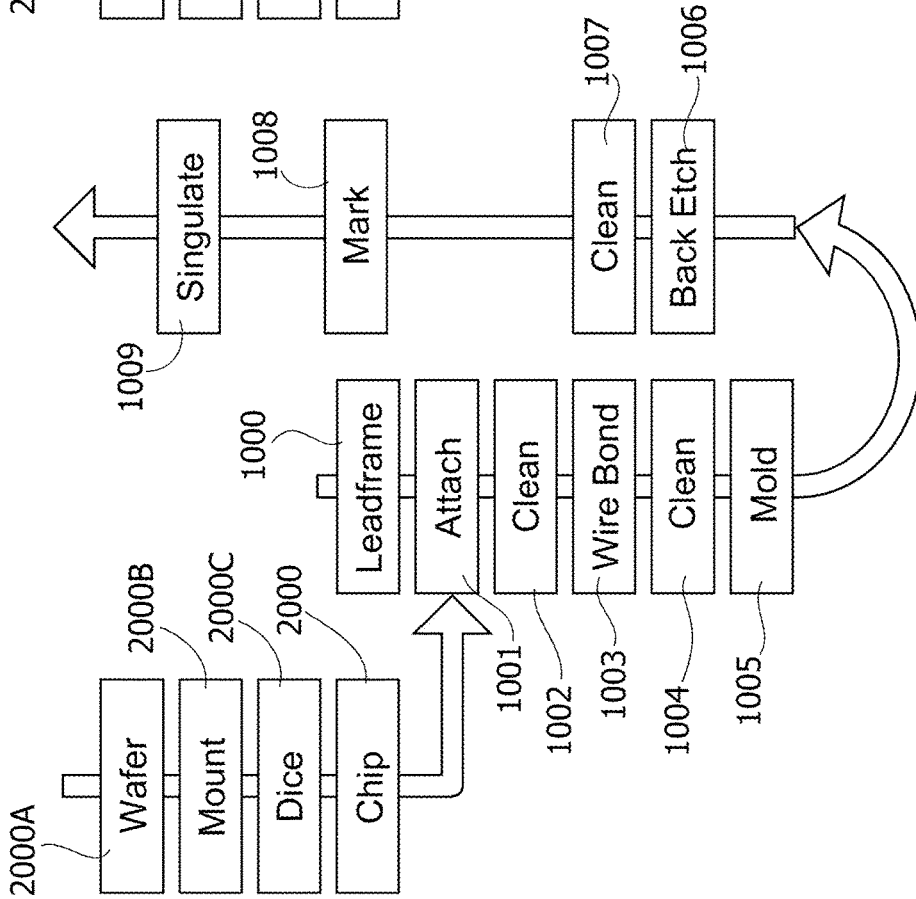 2000A
Wafer
Mount
2000B
Dice
2000C
Chip
2000
Leadframe
1000
Attach
1001
Clean
1002
Wire Bond
1003
Clean
1004
Mold
1005
Back Etch
1006
Clean
1007
Mark
1008
Singulate
1009
2